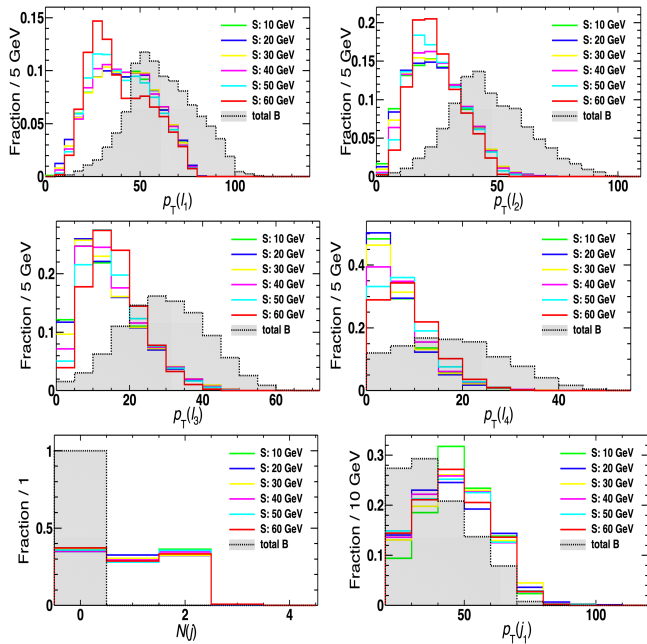 Fraction / 5 GeV
0.15
0.1
0.05
0
0
50
100
p_T(l_1)
S: 10 GeV
S: 20 GeV
S: 30 GeV
S: 40 GeV
S: 50 GeV
S: 60 GeV
total B
Fraction / 5 GeV
0.2
0.15
0.1
0.05
0
0
50
100
p_T(l_2)
S: 10 GeV
S: 20 GeV
S: 30 GeV
S: 40 GeV
S: 50 GeV
S: 60 GeV
total B
Fraction / 5 GeV
0.2
0.1
0
0
20
40
60
p_T(l_3)
S: 10 GeV
S: 20 GeV
S: 30 GeV
S: 40 GeV
S: 50 GeV
S: 60 GeV
total B
Fraction / 5 GeV
0.4
0.2
0
0
20
40
p_T(l_4)
S: 10 GeV
S: 20 GeV
S: 30 GeV
S: 40 GeV
S: 50 GeV
S: 60 GeV
total B
Fraction / 1
1
0.5
0
0
2
4
N(j)
S: 10 GeV
S: 20 GeV
S: 30 GeV
S: 40 GeV
S: 50 GeV
S: 60 GeV
total B
Fraction / 10 GeV
0.3
0.2
0.1
0
50
100
p_T(j_1)
S: 10 GeV
S: 20 GeV
S: 30 GeV
S: 40 GeV
S: 50 GeV
S: 60 GeV
total B